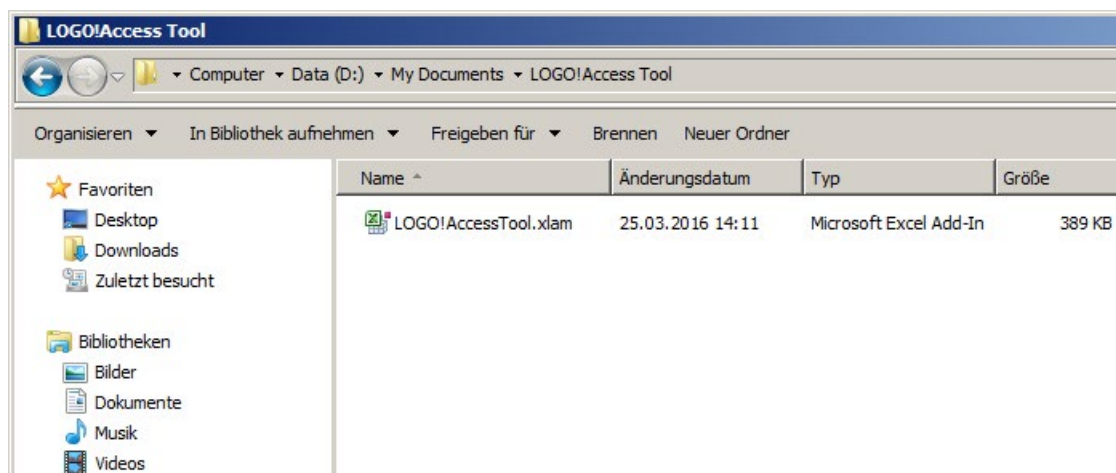 LOGO!Access Tool
Computer Data (D:) My Documents LOGO!Access Tool
Organisieren In Bibliothek aufnehmen Freigeben für Brennen Neuer Ordner
Name Änderungsdatum Typ Größe
LOGO!AccessTool.xlam 25.03.2016 14:11 Microsoft Excel Add-In 389 KB
Favoriten
Desktop
Downloads
Zuletzt besucht
Bibliotheken
Bilder
Dokumente
Musik
Videos